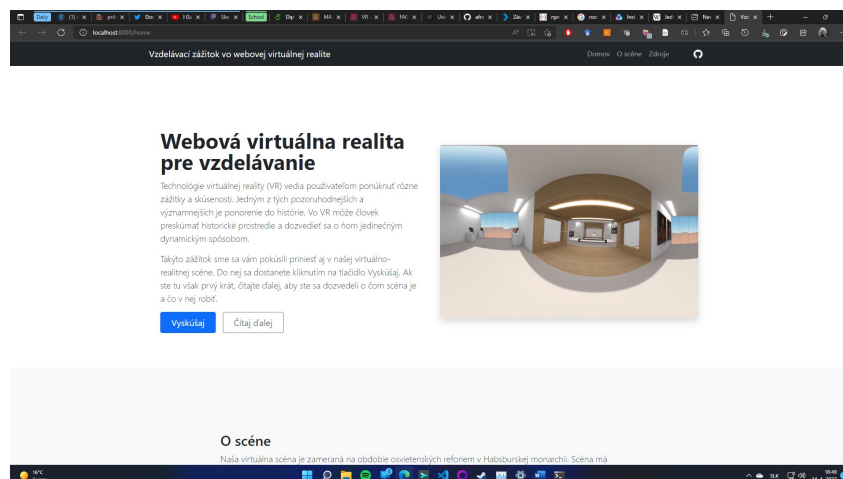 Daily
School
localhost:8080/home
Vzdelávací zážitok vo webovej virtuálnej realite
Domov O scéne Zdroje
Webová virtuálna realita
pre vzdelávanie
Technológie virtuálnej reality (VR) vedia používateľom ponúknuť rôzne
zážitky a skúsenosti. Jedným z tých pozoruhodnejších a
významnejších je ponorenie do histórie. Vo VR môže človek
preskúmať historické prostredie a dozvedieť sa o ňom jedinečným
dynamickým spôsobom.
Takýto zážitok sme sa vám pokúsili priniesť aj v našej virtuálno-
realitnej scéne. Do nej sa dostanete kliknutím na tlačidlo Vyskúšaj. Ak
ste tu však prvý krát, čítajte ďalej, aby ste sa dozvedeli o čom scéna je
a čo v nej robiť.
Vyskúšaj Čítaj ďalej
O scéne
Naša virtuálna scéna je zameraná na obdobie osvietenských reforiem v Habsburskej monarchii. Scéna má
16°C
SLK
18:49